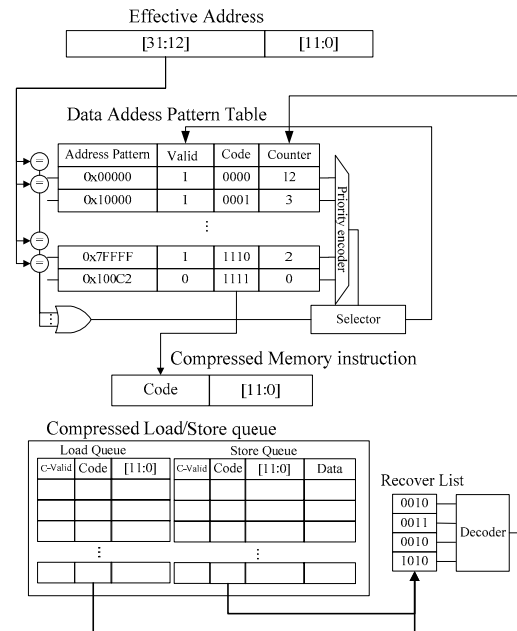 Effective Address
[31:12] [11:0]
Data Addess Pattern Table
Address Pattern Valid Code Counter
= 0x00000 1 0000 12
= 0x10000 1 0001 3
⋮
= 0x7FFFF 1 1110 2
= 0x100C2 0 1111 0
Priority encoder
Selector
Compressed Memory instruction
Code [11:0]
Compressed Load/Store queue
Load Queue Store Queue
C-Valid Code [11:0] C-Valid Code [11:0] Data
Recover List
0010
0011
0010
1010
Decoder